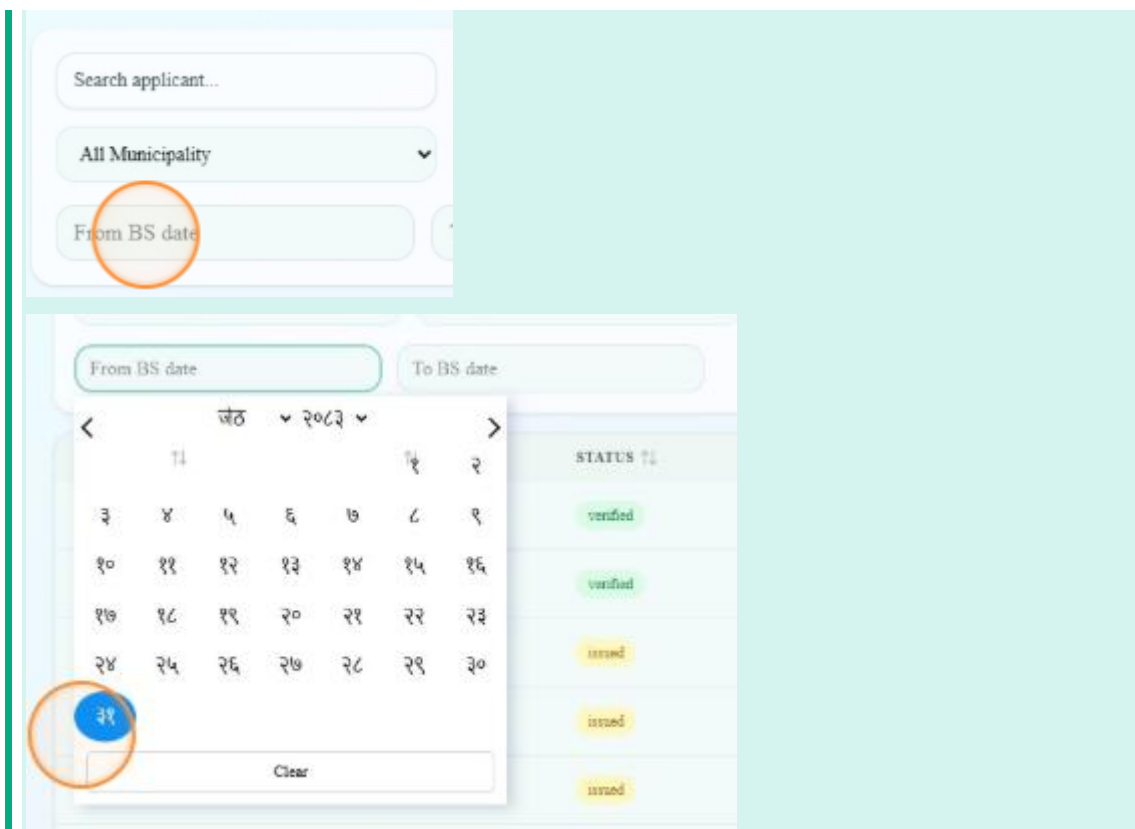 Search applicant...
All Municipality
From BS date
From BS date To BS date
जेठ २०८३
STATUS
१ २
३ ४ ५ ६ ७ ८ ९
verified
१० ११ १२ १३ १४ १५ १६
verified
१७ १८ १९ २० २१ २२ २३
२४ २५ २६ २७ २८ २९ ३०
issued
३१
issued
Clear
issued